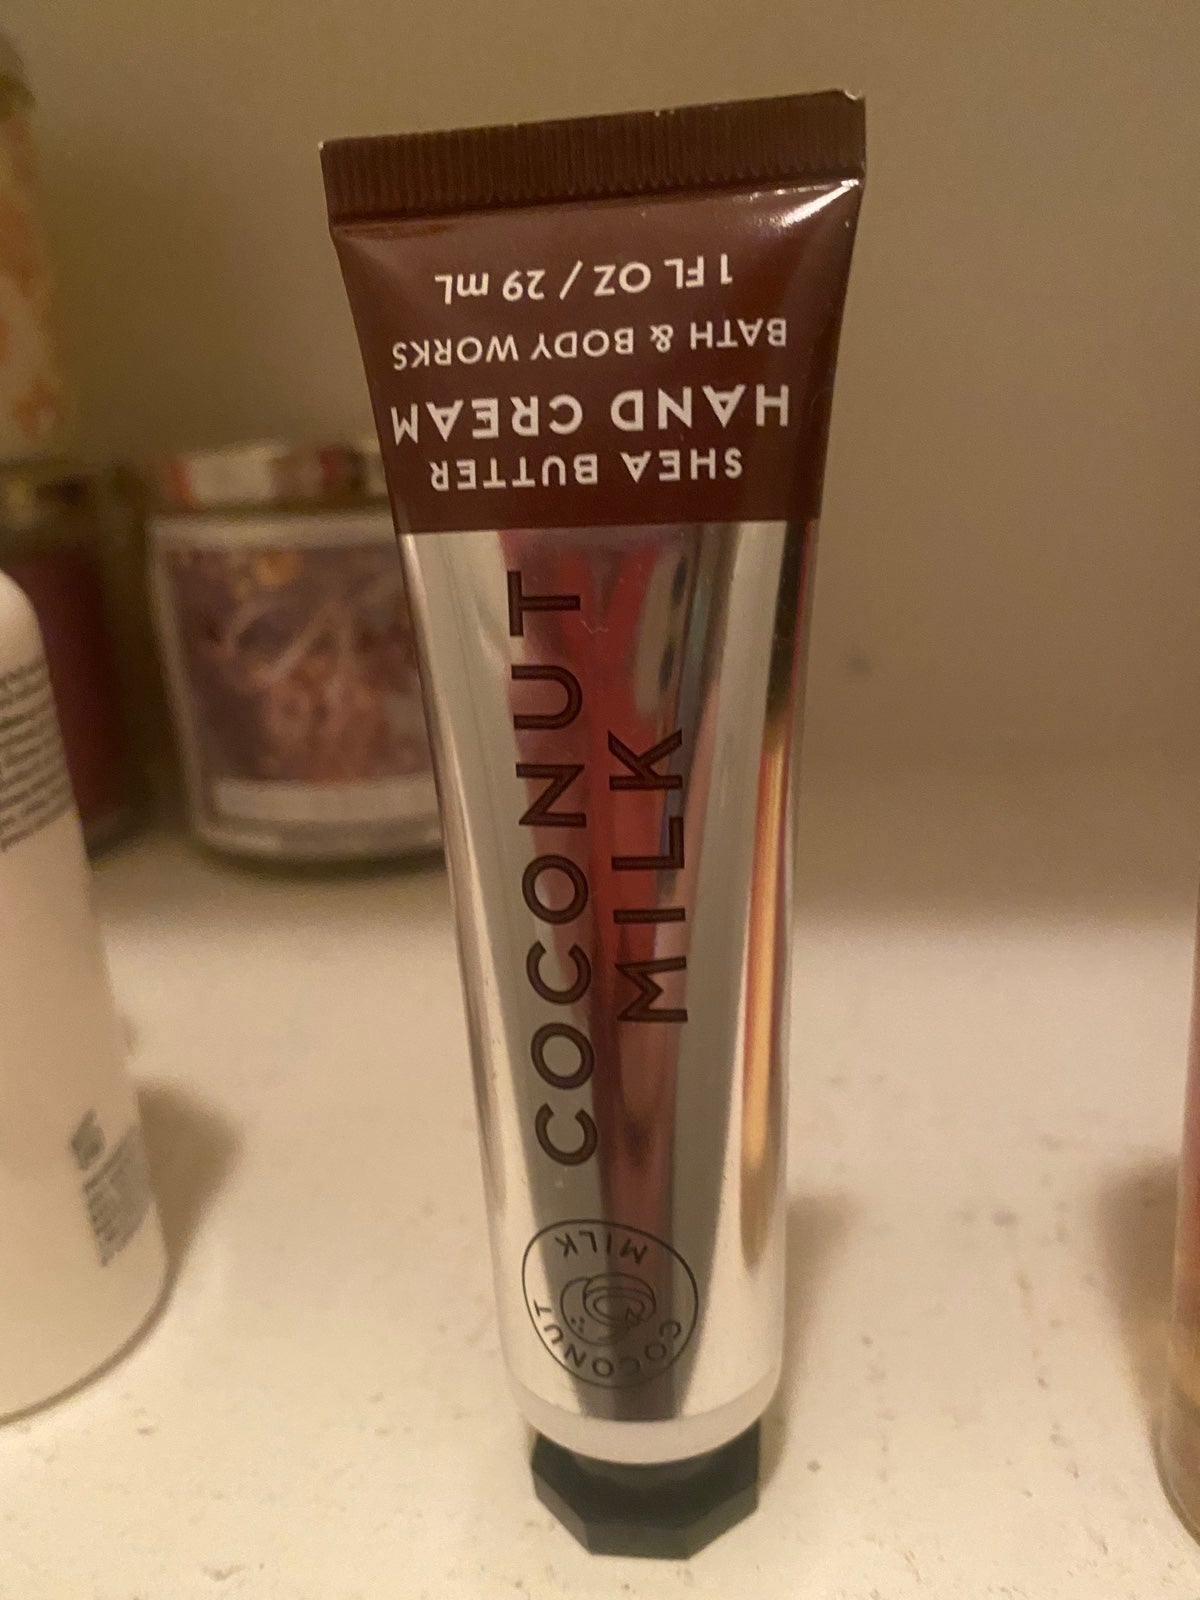 COCONUT
MILK
SHEA BUTTER
HAND CREAM
BATH & BODY WORKS
1 FL OZ / 29 mL
COCONUT
MILK